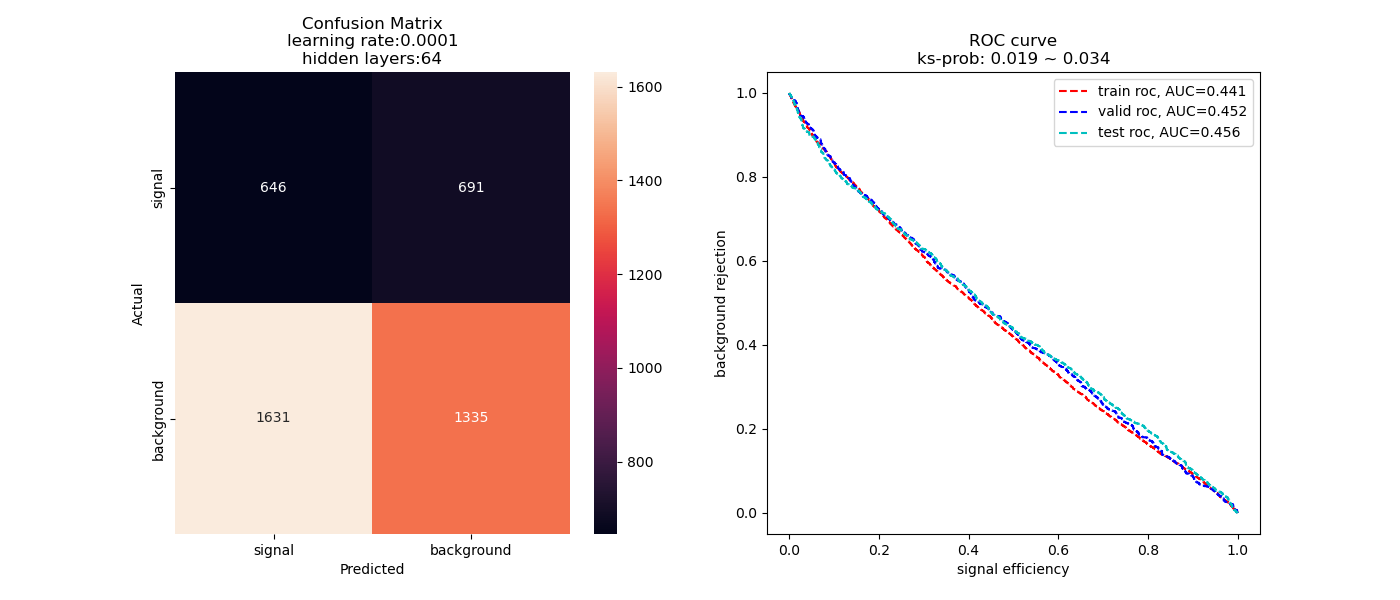 Confusion Matrix
learning rate:0.0001
hidden layers:64
signal
background
Actual
646
691
1631
1335
signal
background
Predicted
1600
1400
1200
1000
800
ROC curve
ks-prob: 0.019 ~ 0.034
train roc, AUC=0.441
valid roc, AUC=0.452
test roc, AUC=0.456
background rejection
1.0
0.8
0.6
0.4
0.2
0.0
0.0
0.2
0.4
0.6
0.8
1.0
signal efficiency